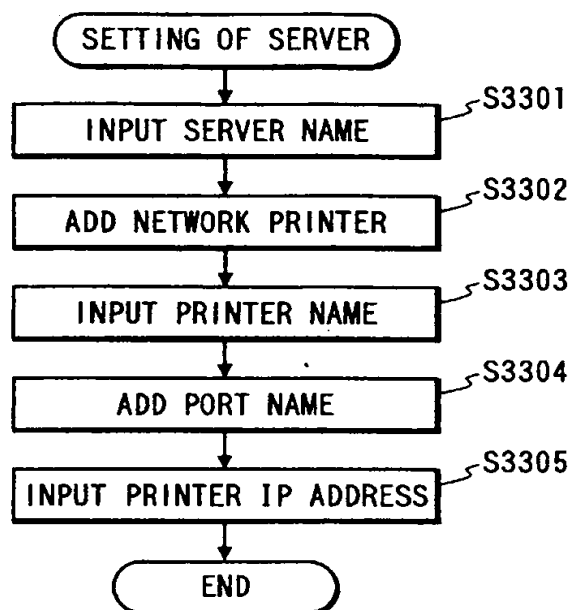 SETTING OF SERVER
S3301
INPUT SERVER NAME
S3302
ADD NETWORK PRINTER
S3303
INPUT PRINTER NAME
S3304
ADD PORT NAME
S3305
INPUT PRINTER IP ADDRESS
END